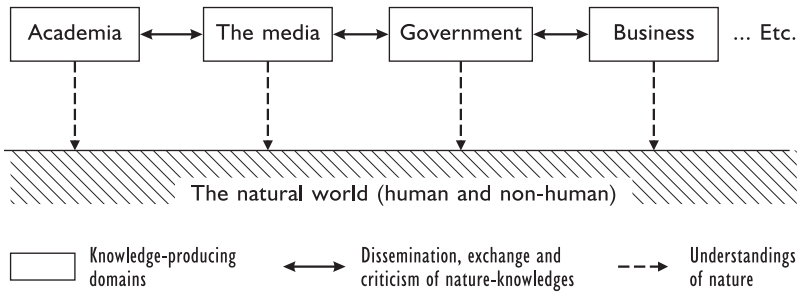 Academia The media Government Business ... Etc.
The natural world (human and non-human)
Knowledge-producing domains
Dissemination, exchange and criticism of nature-knowledges
Understandings of nature